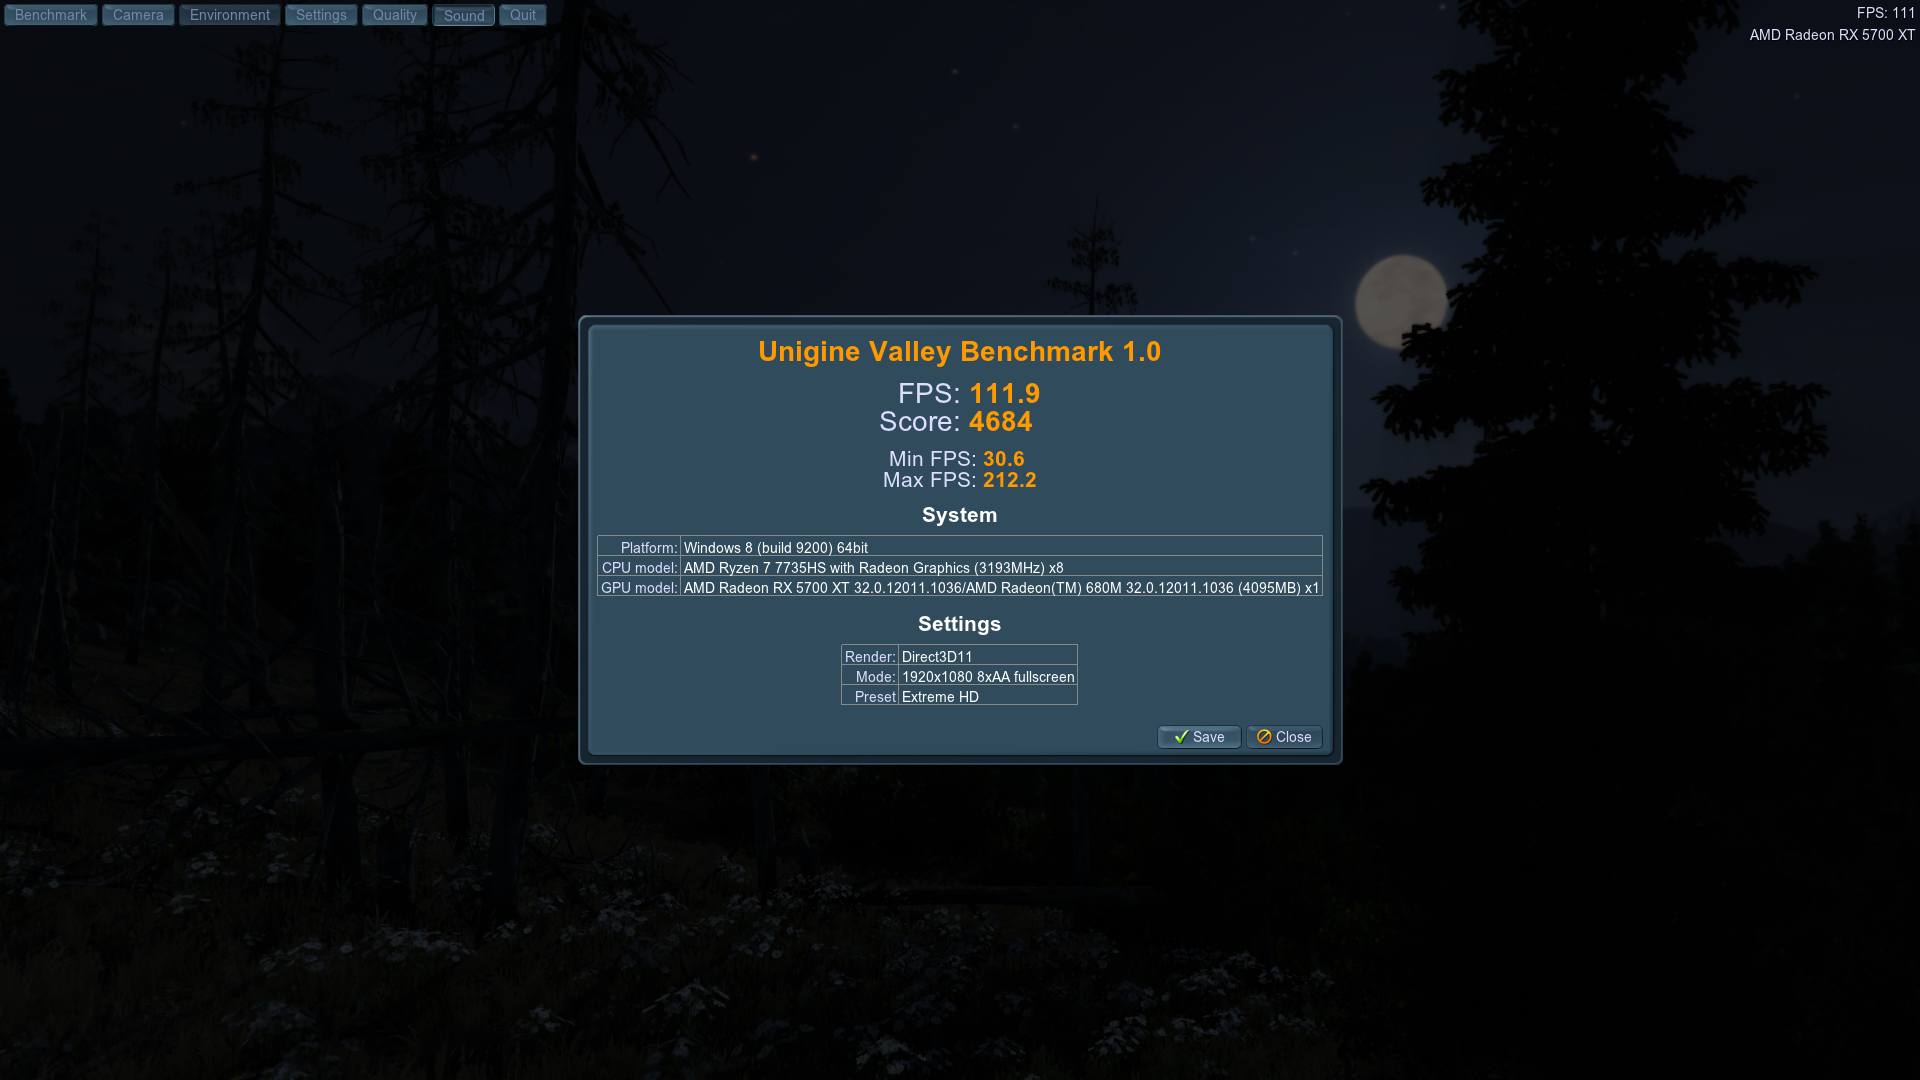 Benchmark Camera Environment Settings Quality Sound Quit
FPS: 111
AMD Radeon RX 5700 XT
Unigine Valley Benchmark 1.0
FPS: 111.9
Score: 4684
Min FPS: 30.6
Max FPS: 212.2
System
Platform: Windows 8 (build 9200) 64bit
CPU model: AMD Ryzen 7 7735HS with Radeon Graphics (3193MHz) x8
GPU model: AMD Radeon RX 5700 XT 32.0.12011.1036/AMD Radeon(TM) 680M 32.0.12011.1036 (4095MB) x1
Settings
Render: Direct3D11
Mode: 1920x1080 8xAA fullscreen
Preset Extreme HD
Save Close